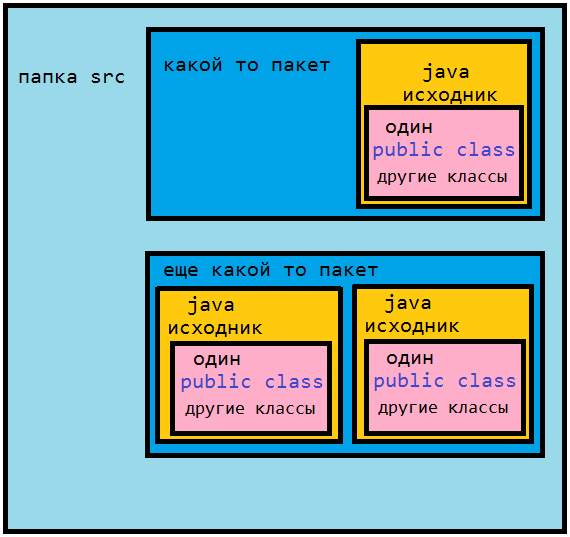 папка src
какой то пакет
java
исходник
один
public class
другие классы
еще какой то пакет
java
исходник
один
public class
другие классы
java
исходник
один
public class
другие классы